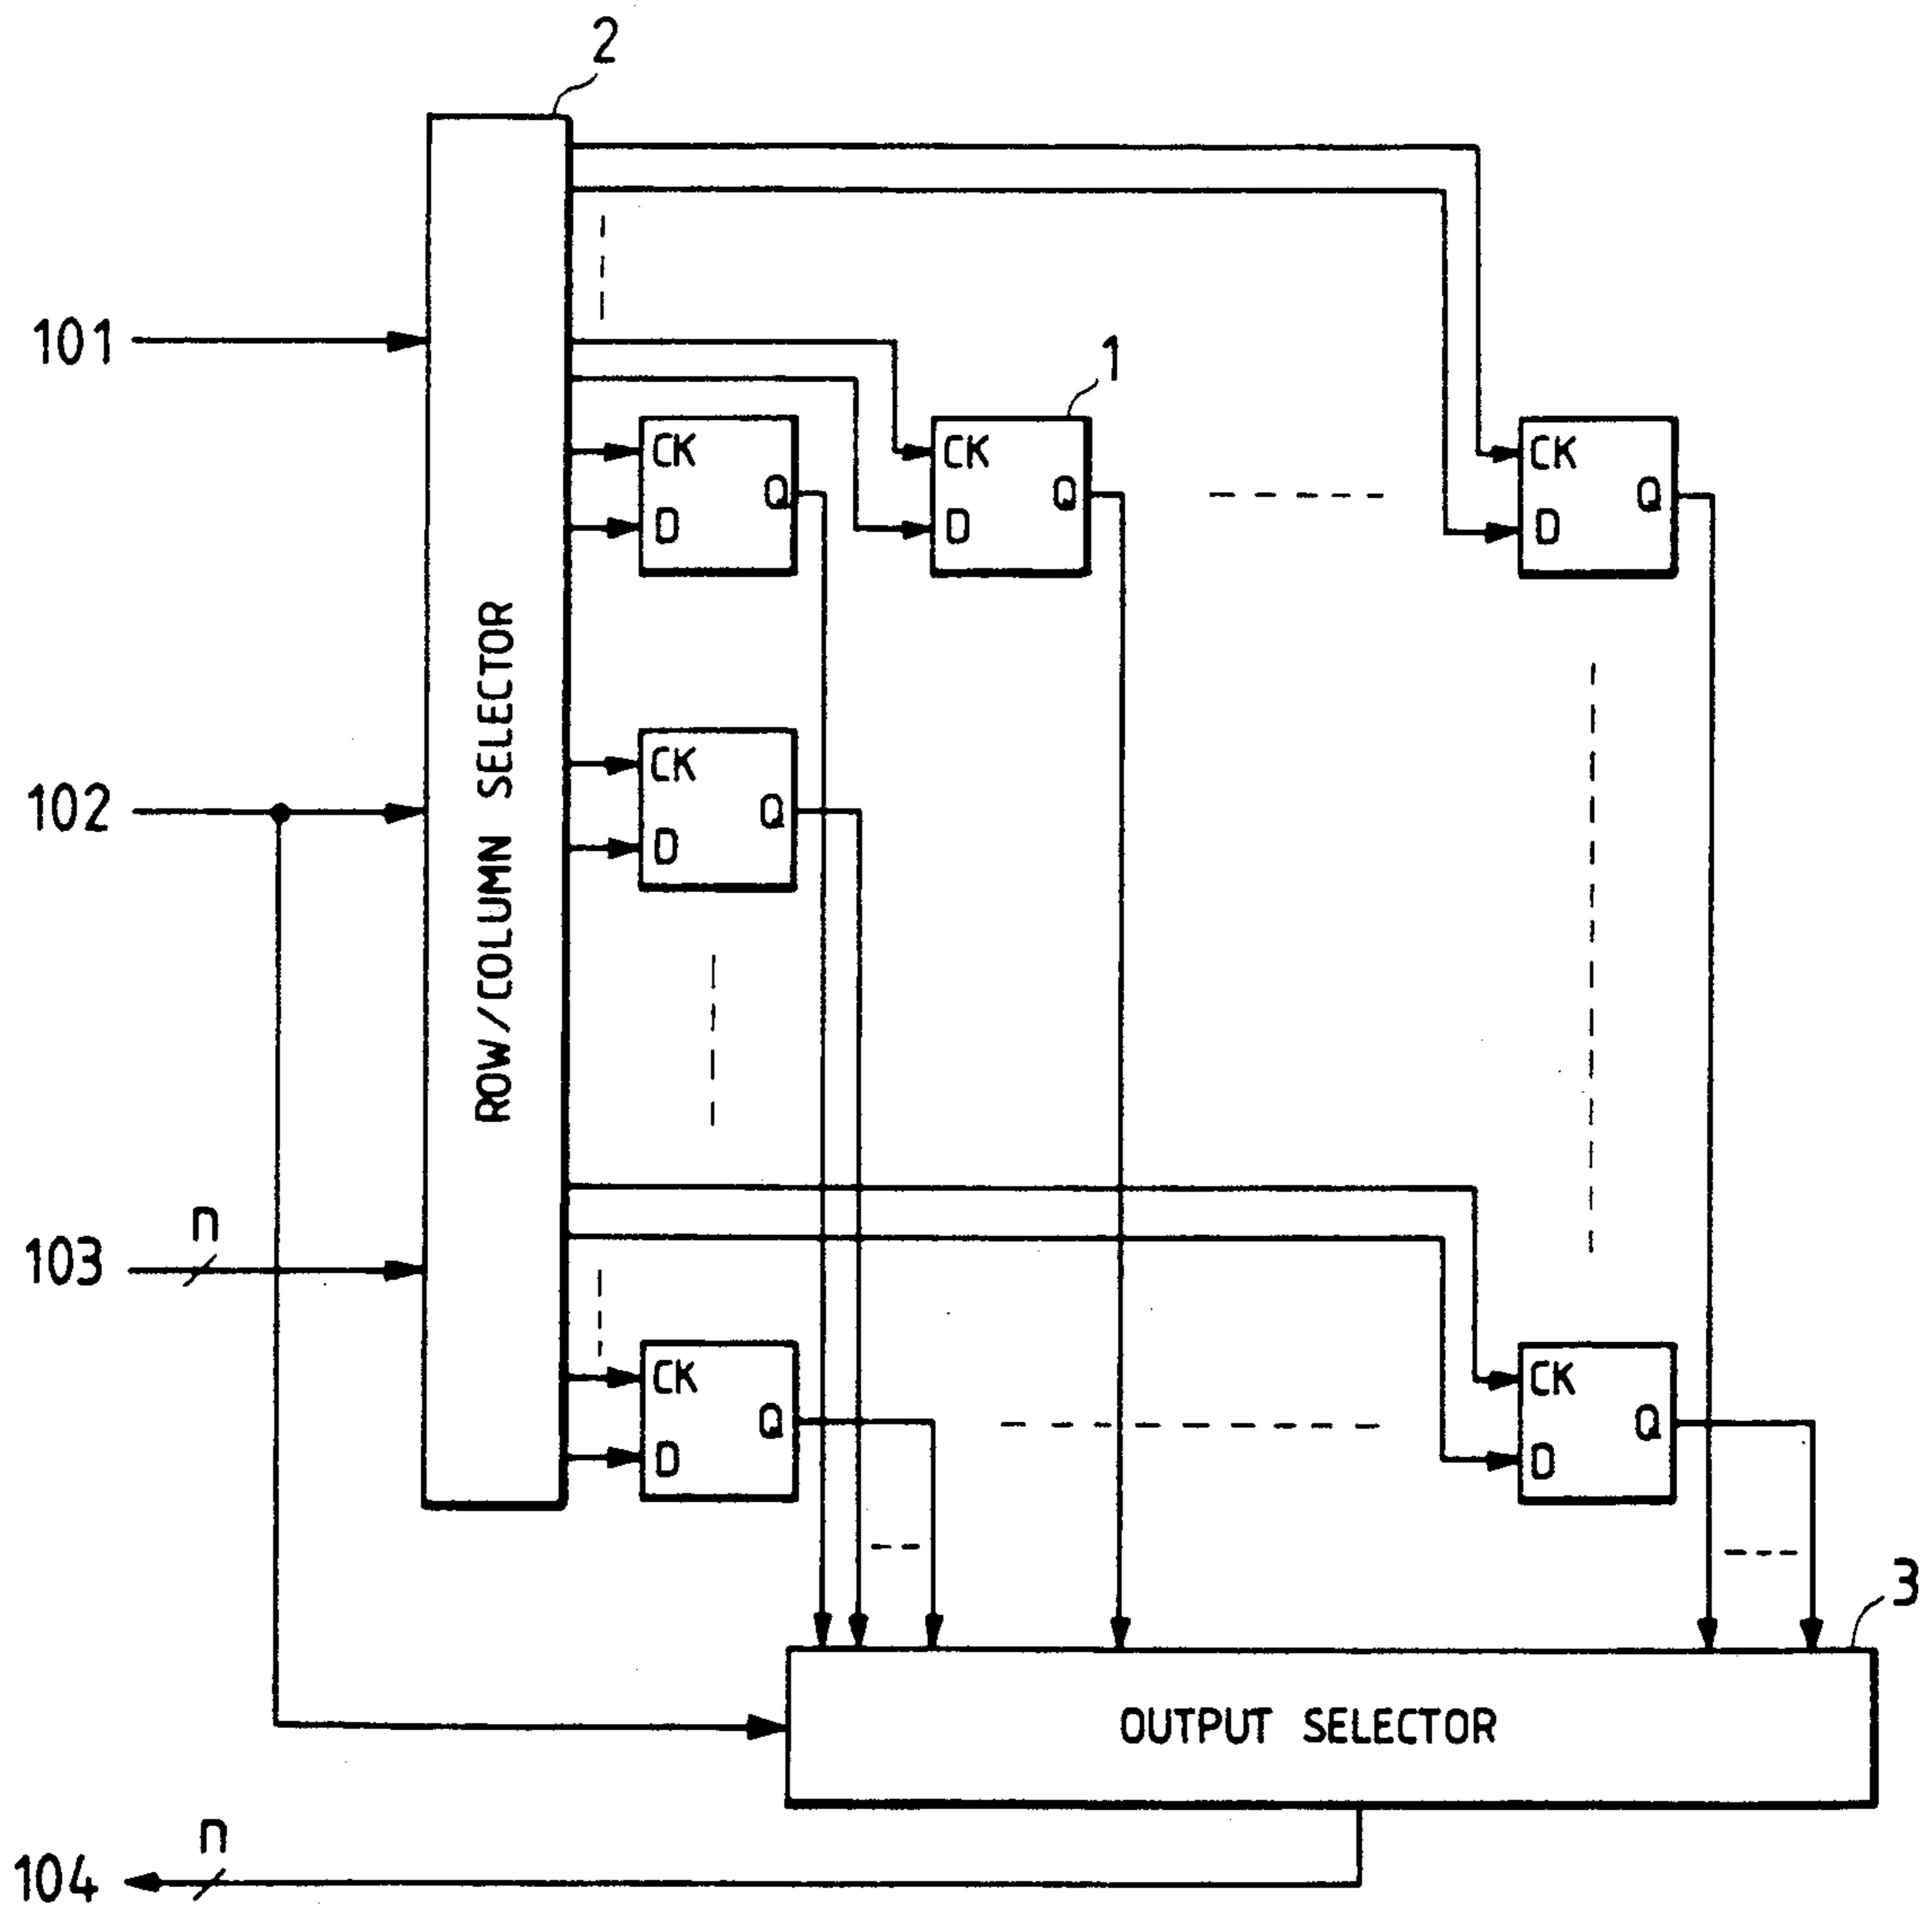 2
101
1
CK
Q
D
CK
Q
D
CK
Q
D
ROW/COLUMN SELECTOR
102
CK
Q
D
n
103
CK
Q
D
CK
Q
D
3
OUTPUT SELECTOR
n
104